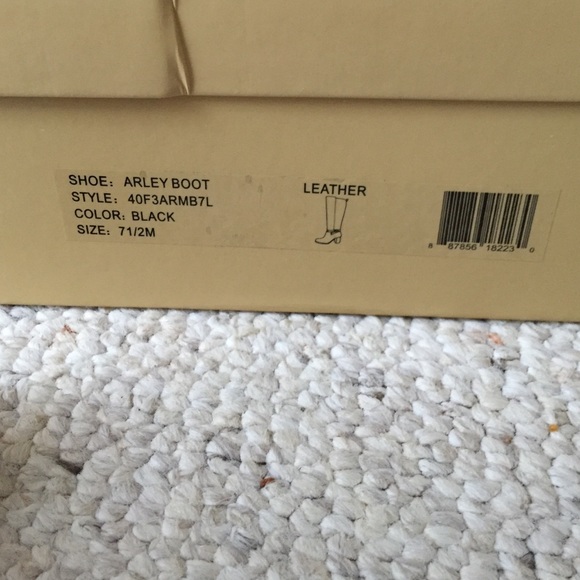 SHOE: ARLEY BOOT
STYLE: 40F3ARMB7L
COLOR: BLACK
SIZE: 71/2M
LEATHER
8 87856 18223 0